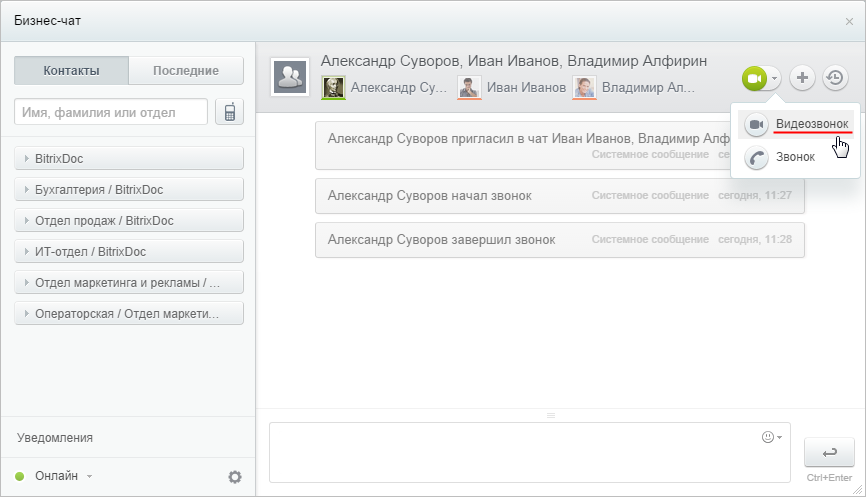 Бизнес-чат
Контакты
Последние
Имя, фамилия или отдел
BitrixDoc
Бухгалтерия / BitrixDoc
Отдел продаж / BitrixDoc
ИТ-отдел / BitrixDoc
Отдел маркетинга и рекламы / ...
Операторская / Отдел маркети...
Уведомления
Онлайн
Александр Суворов, Иван Иванов, Владимир Алфирин
Александр Су...
Иван Иванов
Владимир Ал...
Видеозвонок
Звонок
Александр Суворов пригласил в чат Иван Иванов, Владимир Алф
Системное сообщение се
Александр Суворов начал звонок Системное сообщение сегодня, 11:27
Александр Суворов завершил звонок Системное сообщение сегодня, 11:28
Ctrl+Enter